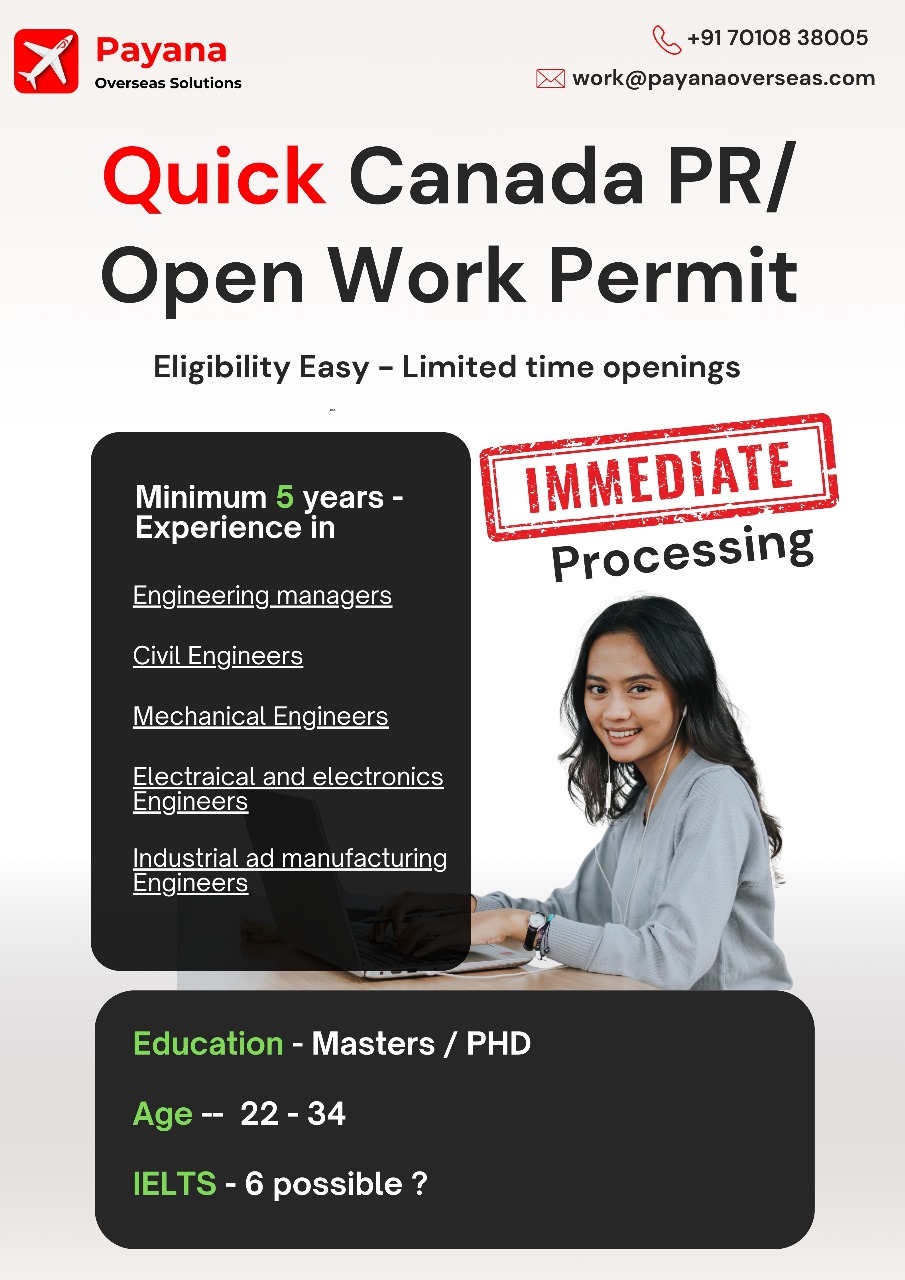 Payana
Overseas Solutions
+91 70108 38005
work@payanaoverseas.com
Quick Canada PR/
Open Work Permit
Eligibility Easy – Limited time openings
Minimum 5 years -
Experience in
Engineering managers
Civil Engineers
Mechanical Engineers
Electraical and electronics
Engineers
Industrial ad manufacturing
Engineers
IMMEDIATE
Processing
Education - Masters / PHD
Age -- 22 - 34
IELTS - 6 possible ?